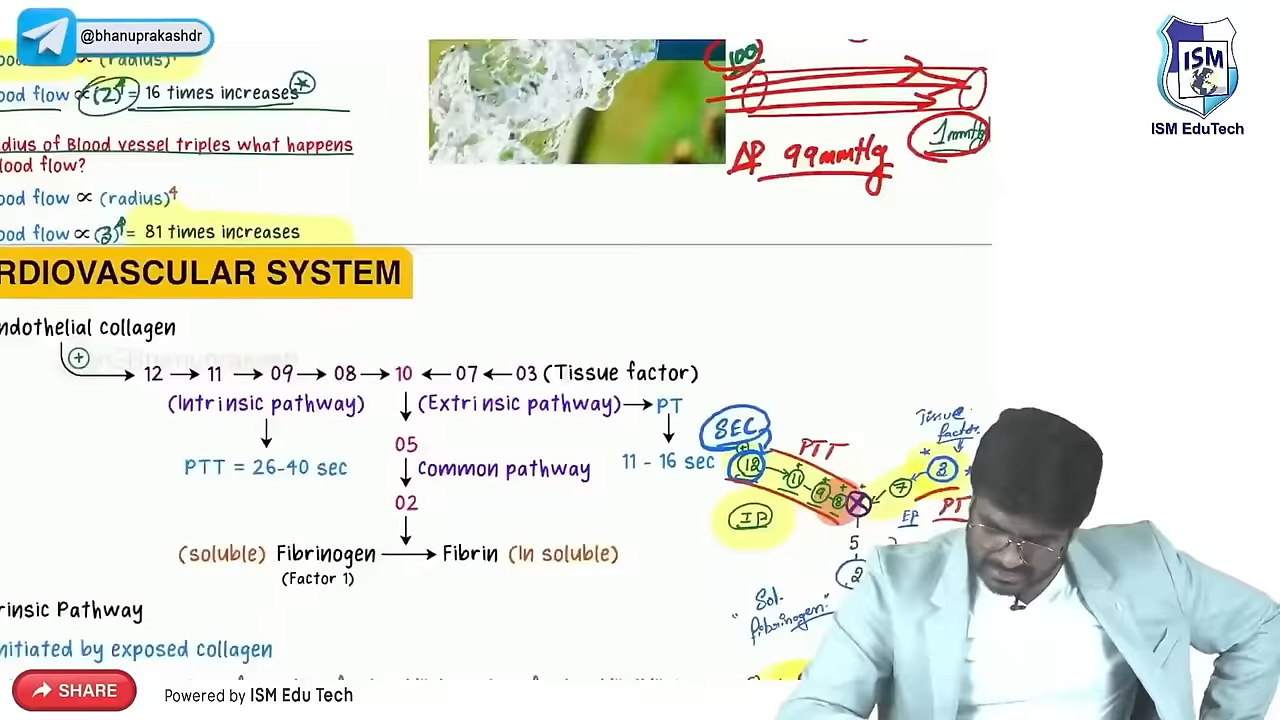 @bhanuprakashdr
∝ (radius)
ood flow ∝ (2)⁴ = 16 times increases
dius of Blood vessel triples what happens
lood flow?
ood flow ∝ (radius)⁴
ood flow ∝ (3)⁴ = 81 times increases
100
1mmHg
ΔP 99mmHg
ISM
ISM EduTech
RDIOVASCULAR SYSTEM
ndothelial collagen
+
12 → 11 → 09 → 08 → 10 ← 07 ← 03 (Tissue factor)
(Intrinsic pathway) (Extrinsic pathway) → PT
PTT = 26-40 sec
05
Common pathway
11 - 16 sec
02
(soluble) Fibrinogen → Fibrin (In soluble)
(Factor 1)
SEC
PTT
Tissue
factor
12
11
9
8
X
7
3
IP
EP
PT
5
2
"Sol.
fibrinogen"
rinsic Pathway
nitiated by exposed collagen
SHARE
Powered by ISM Edu Tech